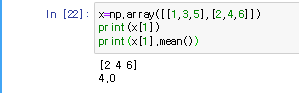 In [22]: x=np.array([[1,3,5],[2,4,6]])
print(x[1])
print(x[1].mean())
[2 4 6]
4.0